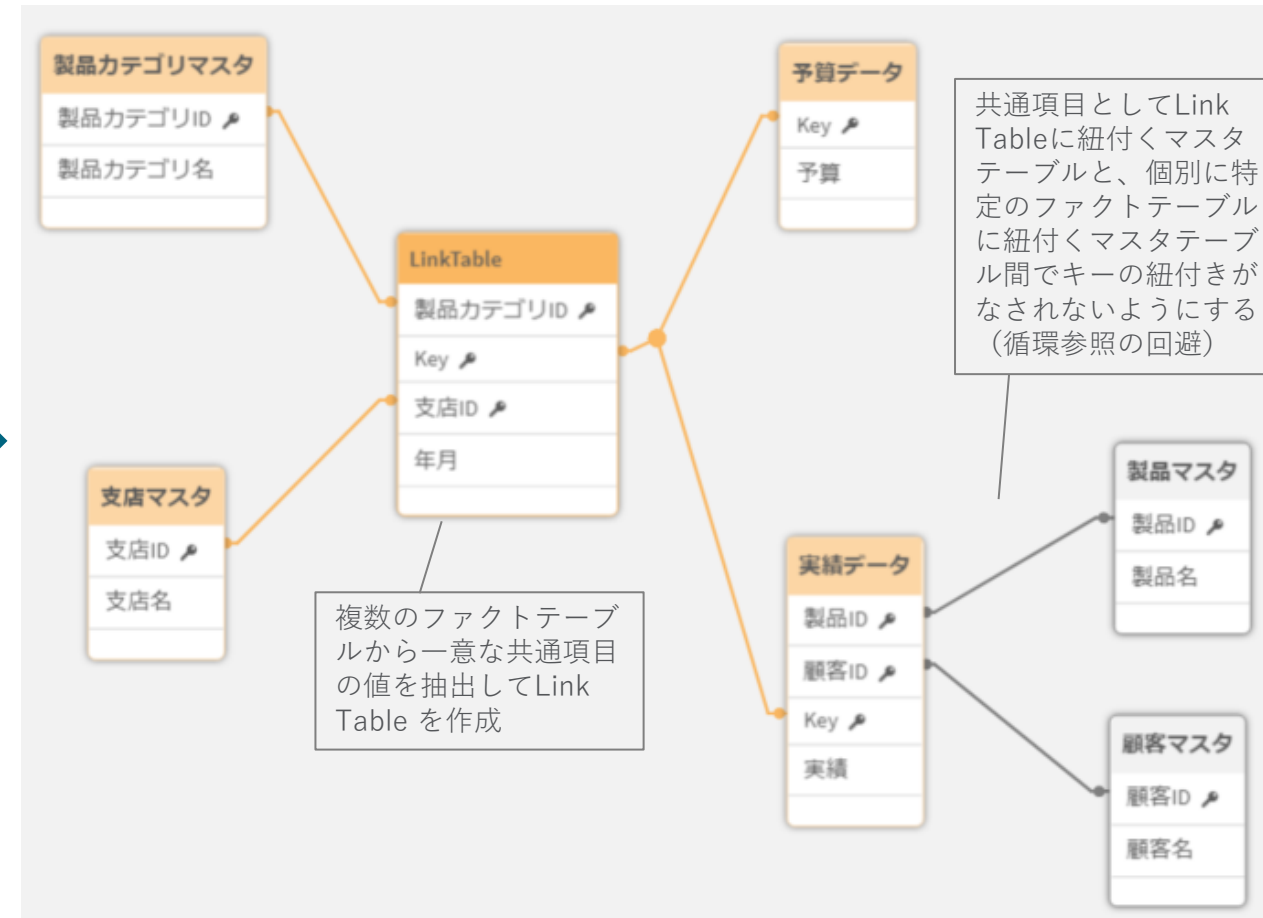 製品カテゴリマスタ
製品カテゴリID
製品カテゴリ名
支店マスタ
支店ID
支店名
LinkTable
製品カテゴリID
Key
支店ID
年月
複数のファクトテーブ
ルから一意な共通項目
の値を抽出してLink
Table を作成
予算データ
Key
予算
実績データ
製品ID
顧客ID
Key
実績
共通項目としてLink
Tableに紐付くマスタ
テーブルと、個別に特
定のファクトテーブル
に紐付くマスタテーブ
ル間でキーの紐付きが
なされないようにする
（循環参照の回避）
製品マスタ
製品ID
製品名
顧客マスタ
顧客ID
顧客名